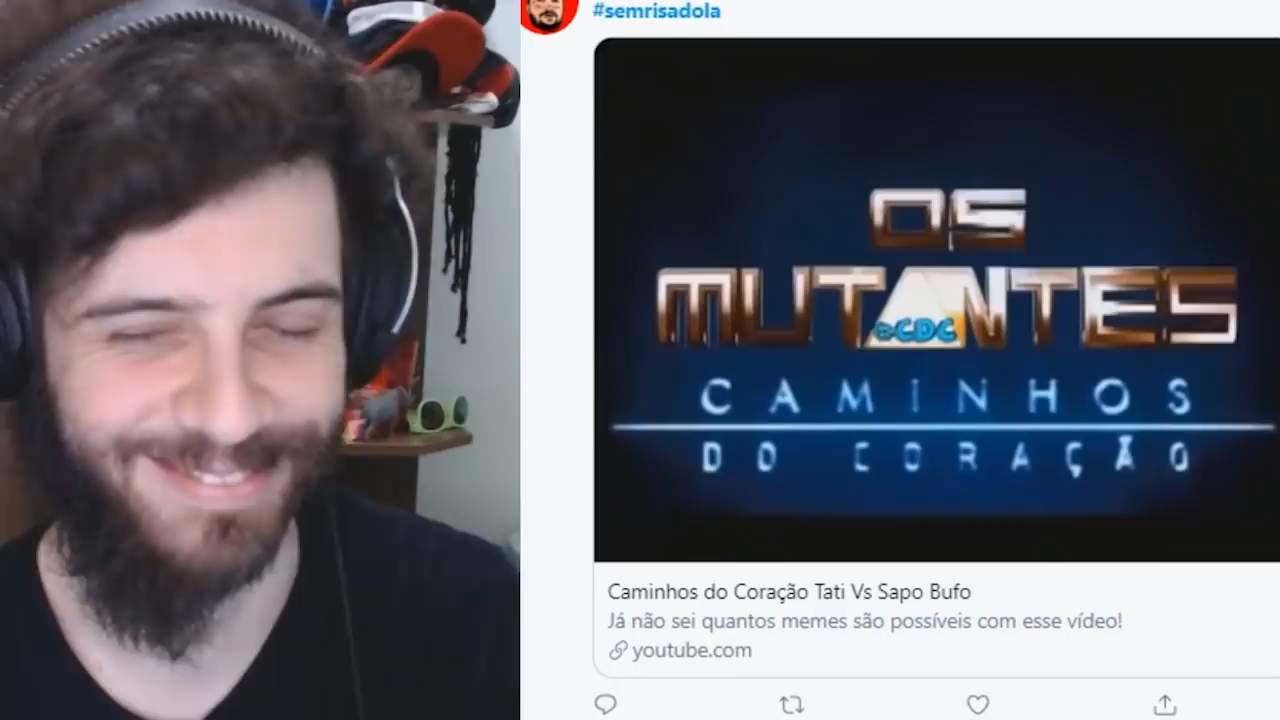 #semrisadola
OS
MUTANTES
CDC
CAMINHOS
DO CORAÇÃO
Caminhos do Coração Tati Vs Sapo Bufo
Já não sei quantos memes são possíveis com esse vídeo!
youtube.com